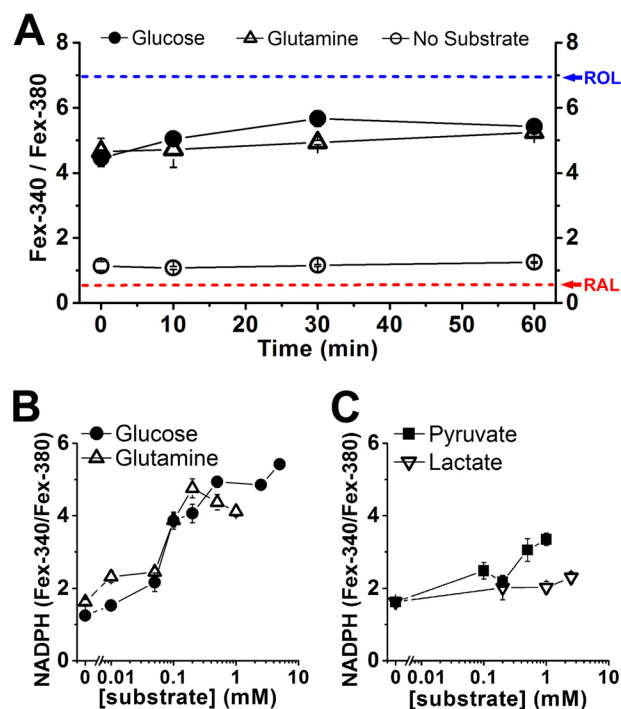 A
Glucose Glutamine No Substrate
8 8
ROL
6 6
4 4
2 2
RAL
0 0
Fex-340 / Fex-380
0 10 20 30 40 50 60
Time (min)
B
Glucose
Glutamine
6
4
2
0
NADPH (Fex-340/Fex-380)
0 0.01 0.1 1 10
[substrate] (mM)
C
Pyruvate
Lactate
6
4
2
0
NADPH (Fex-340/Fex-380)
0 0.01 0.1 1 10
[substrate] (mM)